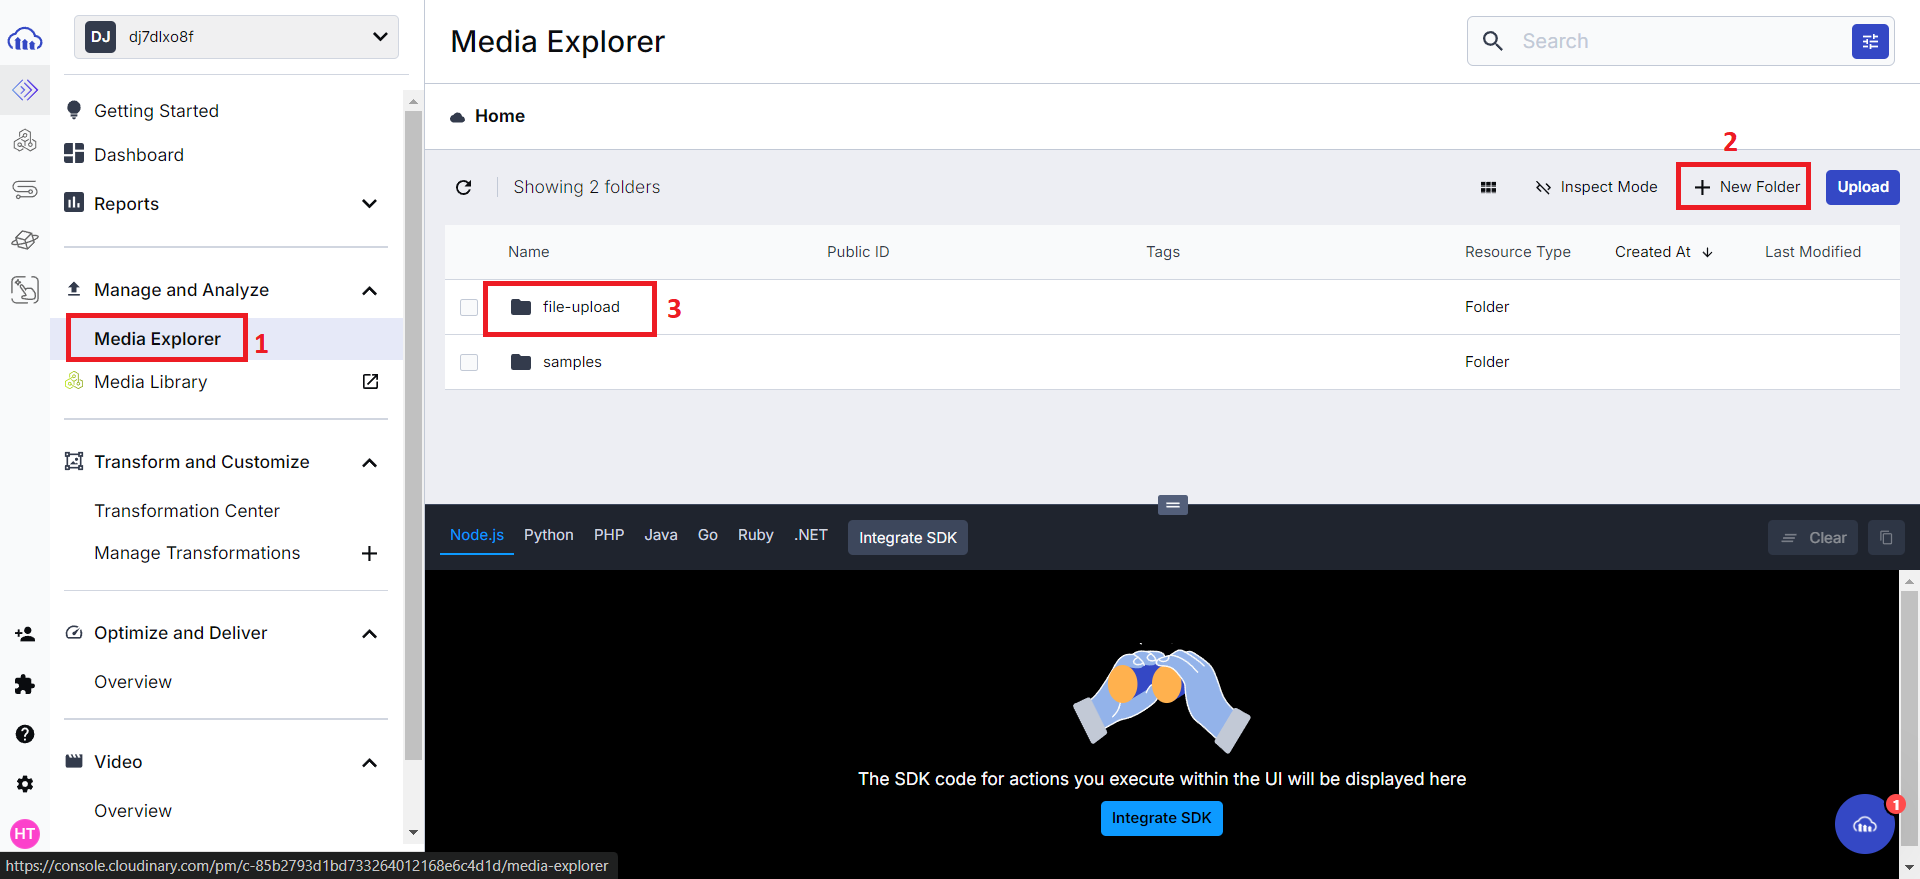 DJ dj7dlxo8f
Getting Started
Dashboard
Reports
Manage and Analyze
Media Explorer 1
Media Library
Transform and Customize
Transformation Center
Manage Transformations
Optimize and Deliver
Overview
Video
Overview
HT
Media Explorer
Search
Home
2
Showing 2 folders
Inspect Mode
New Folder
Upload
Name Public ID Tags Resource Type Created At Last Modified
file-upload 3 Folder
samples Folder
Node.js Python PHP Java Go Ruby .NET Integrate SDK
Clear
The SDK code for actions you execute within the UI will be displayed here
Integrate SDK
1
https://console.cloudinary.com/pm/c-85b2793d1bd733264012168e6c4d1d/media-explorer